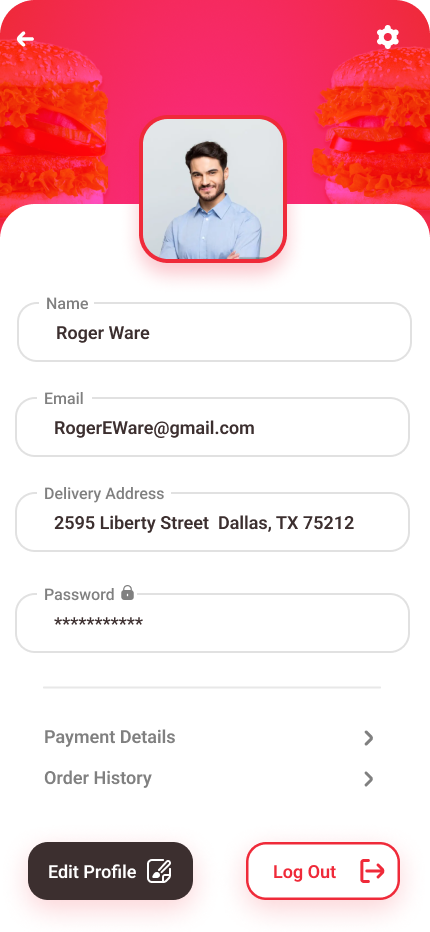 Name
Roger Ware
Email
RogerEWare@gmail.com
Delivery Address
2595 Liberty Street  Dallas, TX 75212
Password
***********
Payment Details
Order History
Edit Profile
Log Out